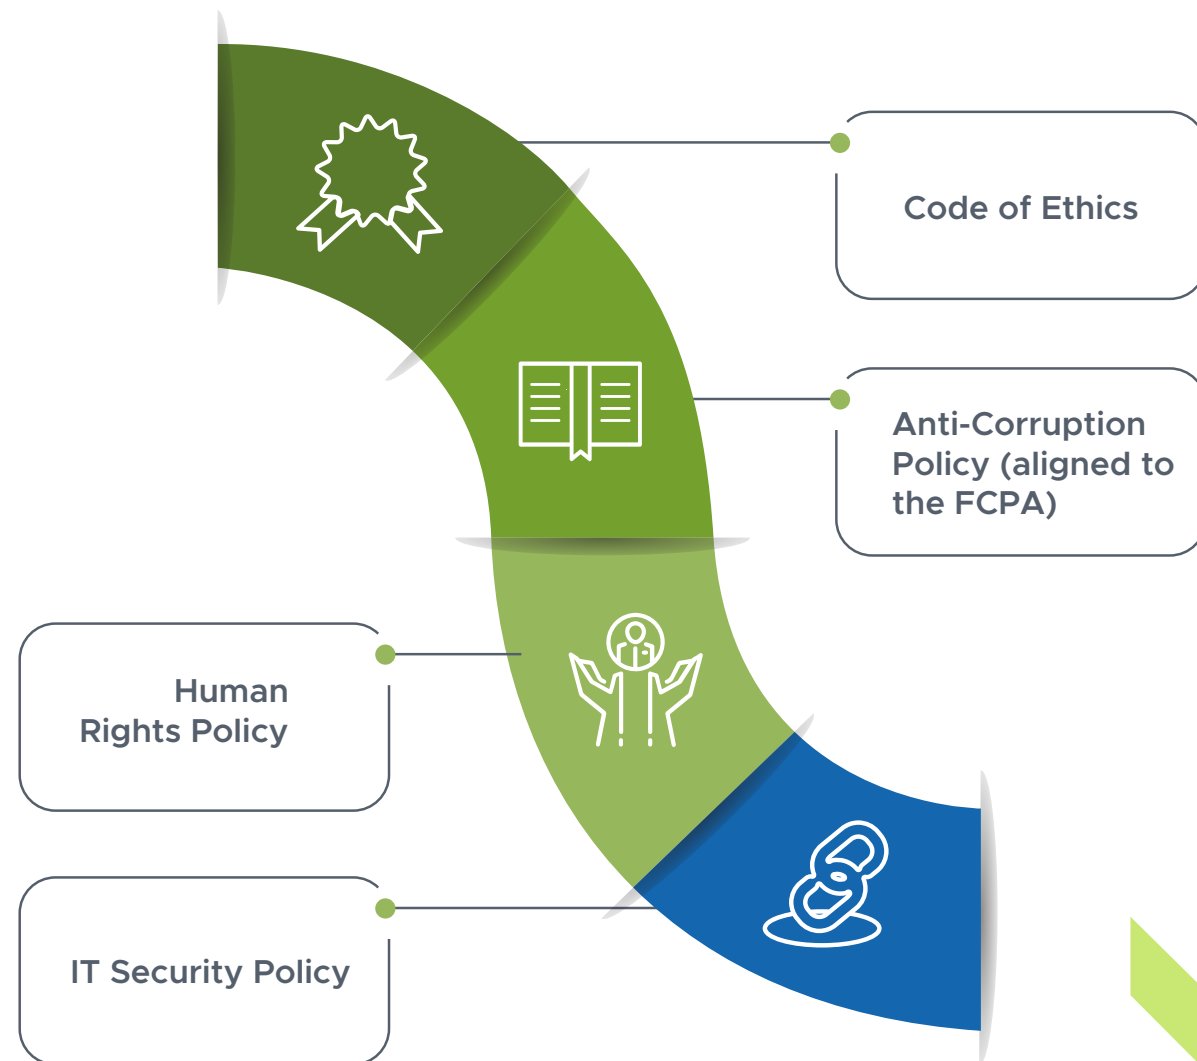 Code of Ethics
Anti-Corruption
Policy (aligned to
the FCPA)
Human
Rights Policy
IT Security Policy